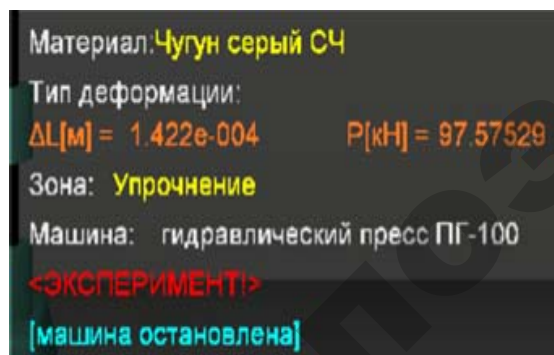 Материал:Чугун серый СЧ
Тип деформации:
ΔL[м] = 1.422e-004 P[кН] = 97.57529
Зона: Упрочнение
Машина: гидравлический пресс ПГ-100
<ЭКСПЕРИМЕНТ!>
[машина остановлена]